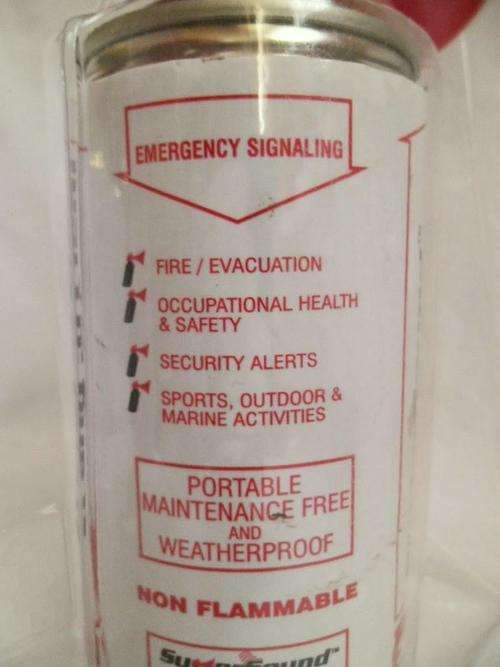 EMERGENCY SIGNALING
FIRE / EVACUATION
OCCUPATIONAL HEALTH
& SAFETY
SECURITY ALERTS
SPORTS, OUTDOOR &
MARINE ACTIVITIES
PORTABLE
MAINTENANCE FREE
AND
WEATHERPROOF
NON FLAMMABLE